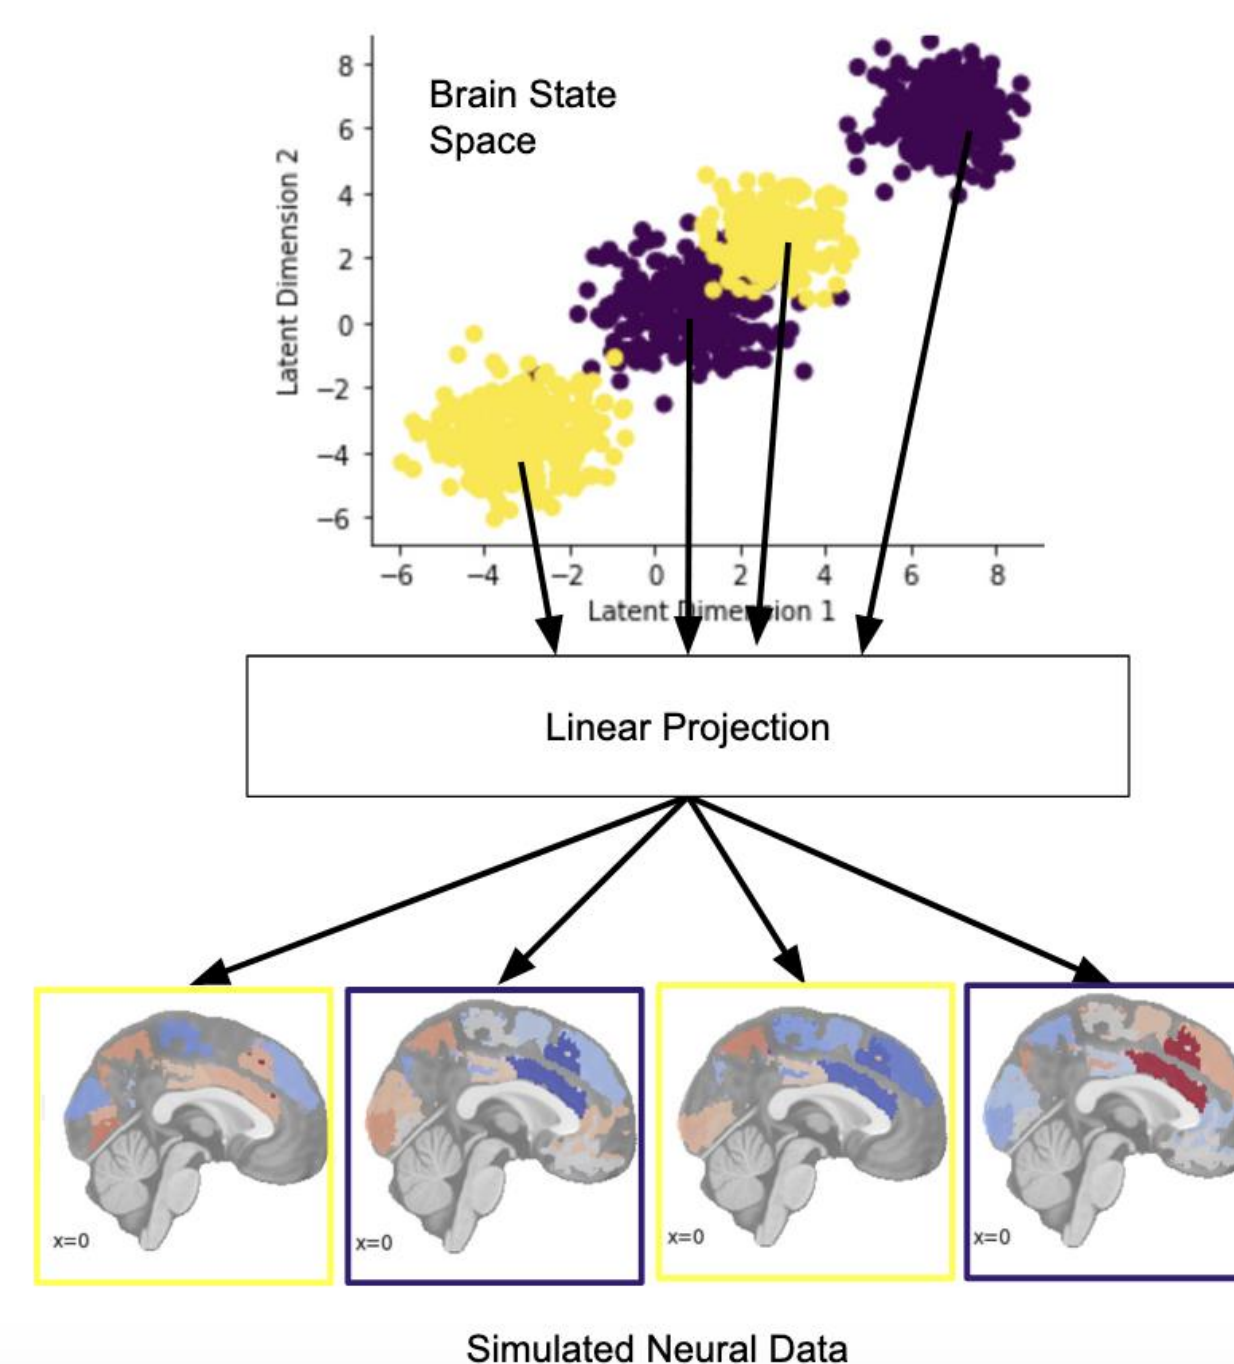 Brain State
Space
8
6
4
2
0
−2
−4
−6
Latent Dimension 2
−6 −4 −2 0 2 4 6 8
Latent Dimension 1
Linear Projection
x=0 x=0 x=0 x=0
Simulated Neural Data